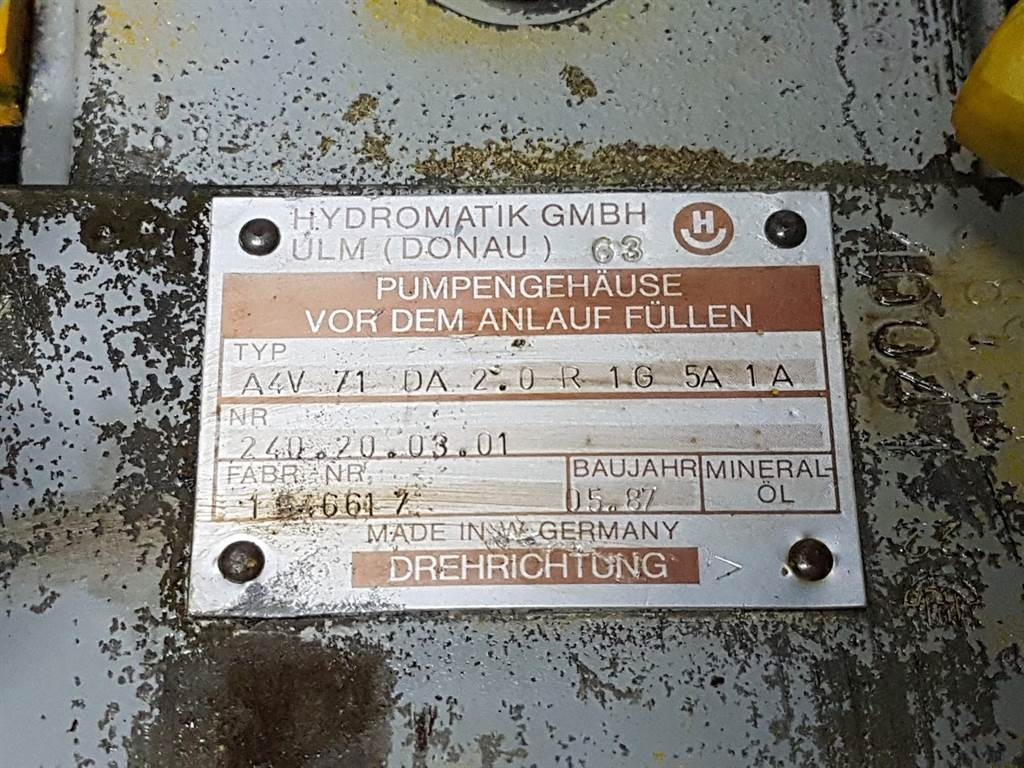 HYDROMATIK GMBH
ULM (DONAU) 63
H
PUMPENGEHÄUSE
VOR DEM ANLAUF FÜLLEN
TYP
A4V 71 DA 2.0 R 1G 5A 1A
NR
240.20.03.01
FABR. NR.
BAUJAHR
05.87
MINERAL-
ÖL
MADE IN W-GERMANY
DREHRICHTUNG >